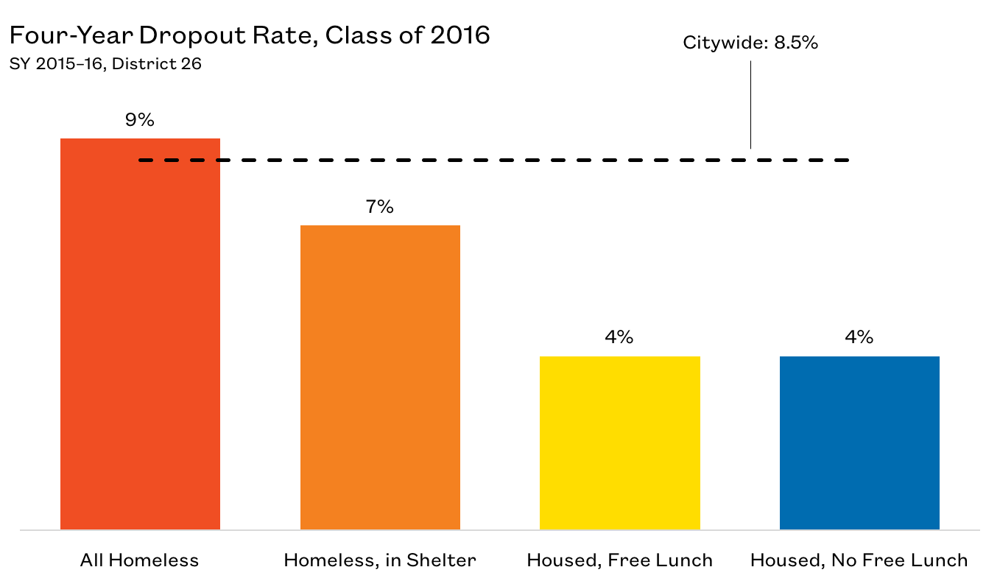 Four-Year Dropout Rate, Class of 2016
SY 2015–16, District 26
Citywide: 8.5%
9%
7%
4%
4%
All Homeless
Homeless, in Shelter
Housed, Free Lunch
Housed, No Free Lunch